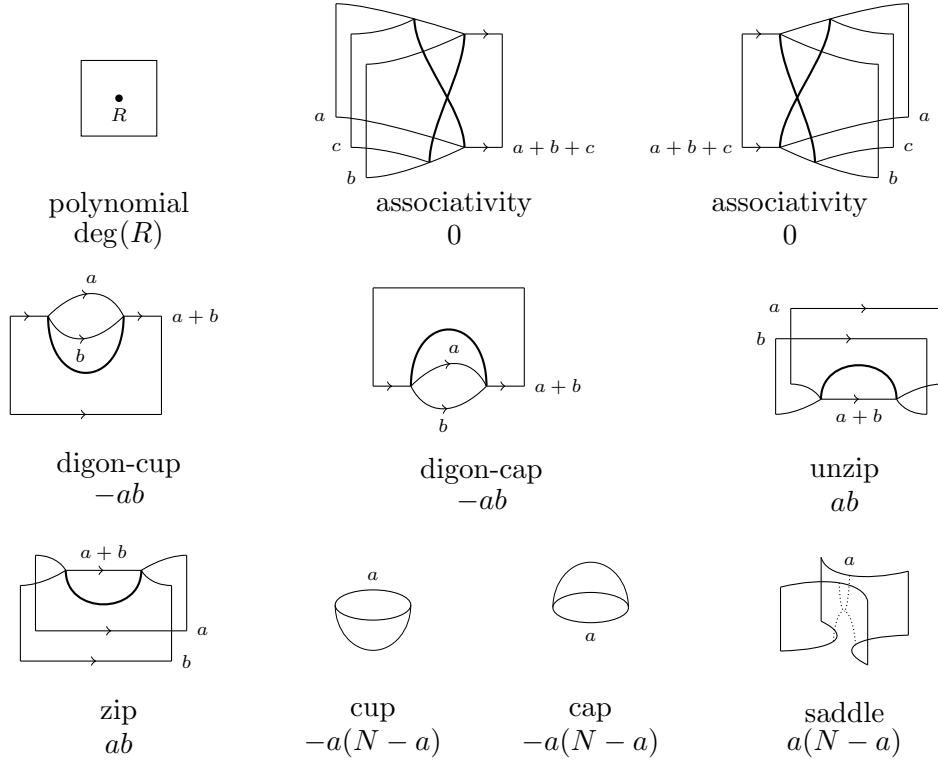 R
polynomial
deg(R)
a
c
b
a + b + c
associativity
0
a + b + c
a
c
b
associativity
0
a
b
a + b
digon-cup
−ab
a
b
a + b
digon-cap
−ab
a
b
a + b
unzip
ab
a + b
a
b
zip
ab
a
cup
−a(N − a)
a
cap
−a(N − a)
a
saddle
a(N − a)